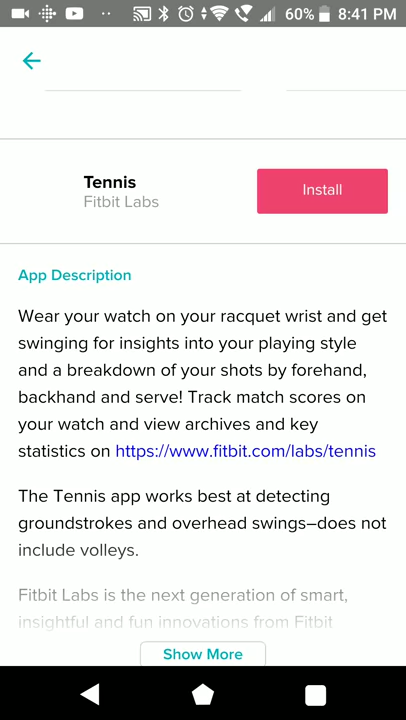 60% 8:41 PM
Tennis
Fitbit Labs
Install
App Description
Wear your watch on your racquet wrist and get
swinging for insights into your playing style
and a breakdown of your shots by forehand,
backhand and serve! Track match scores on
your watch and view archives and key
statistics on https://www.fitbit.com/labs/tennis
The Tennis app works best at detecting
groundstrokes and overhead swings–does not
include volleys.
Fitbit Labs is the next generation of smart,
insightful and fun innovations from Fitbit
Show More